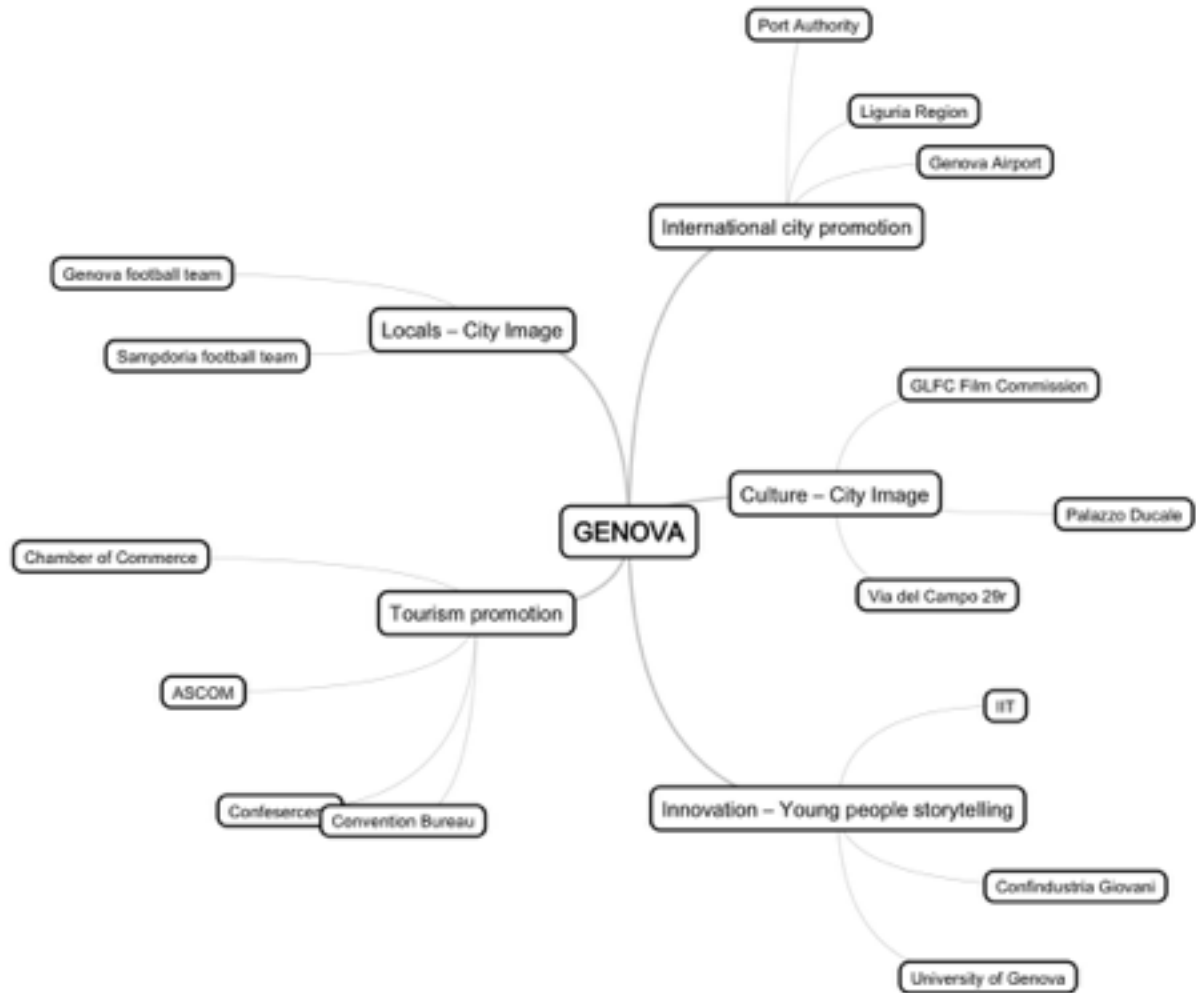 Port Authority
Liguria Region
Genova Airport
International city promotion
Genova football team
Locals – City Image
Sampdoria football team
GLFC Film Commission
Culture – City Image
Palazzo Ducale
GENOVA
Chamber of Commerce
Via del Campo 29r
Tourism promotion
ASCOM
IIT
Innovation – Young people storytelling
Convention Bureau
Confindustria Giovani
University of Genova